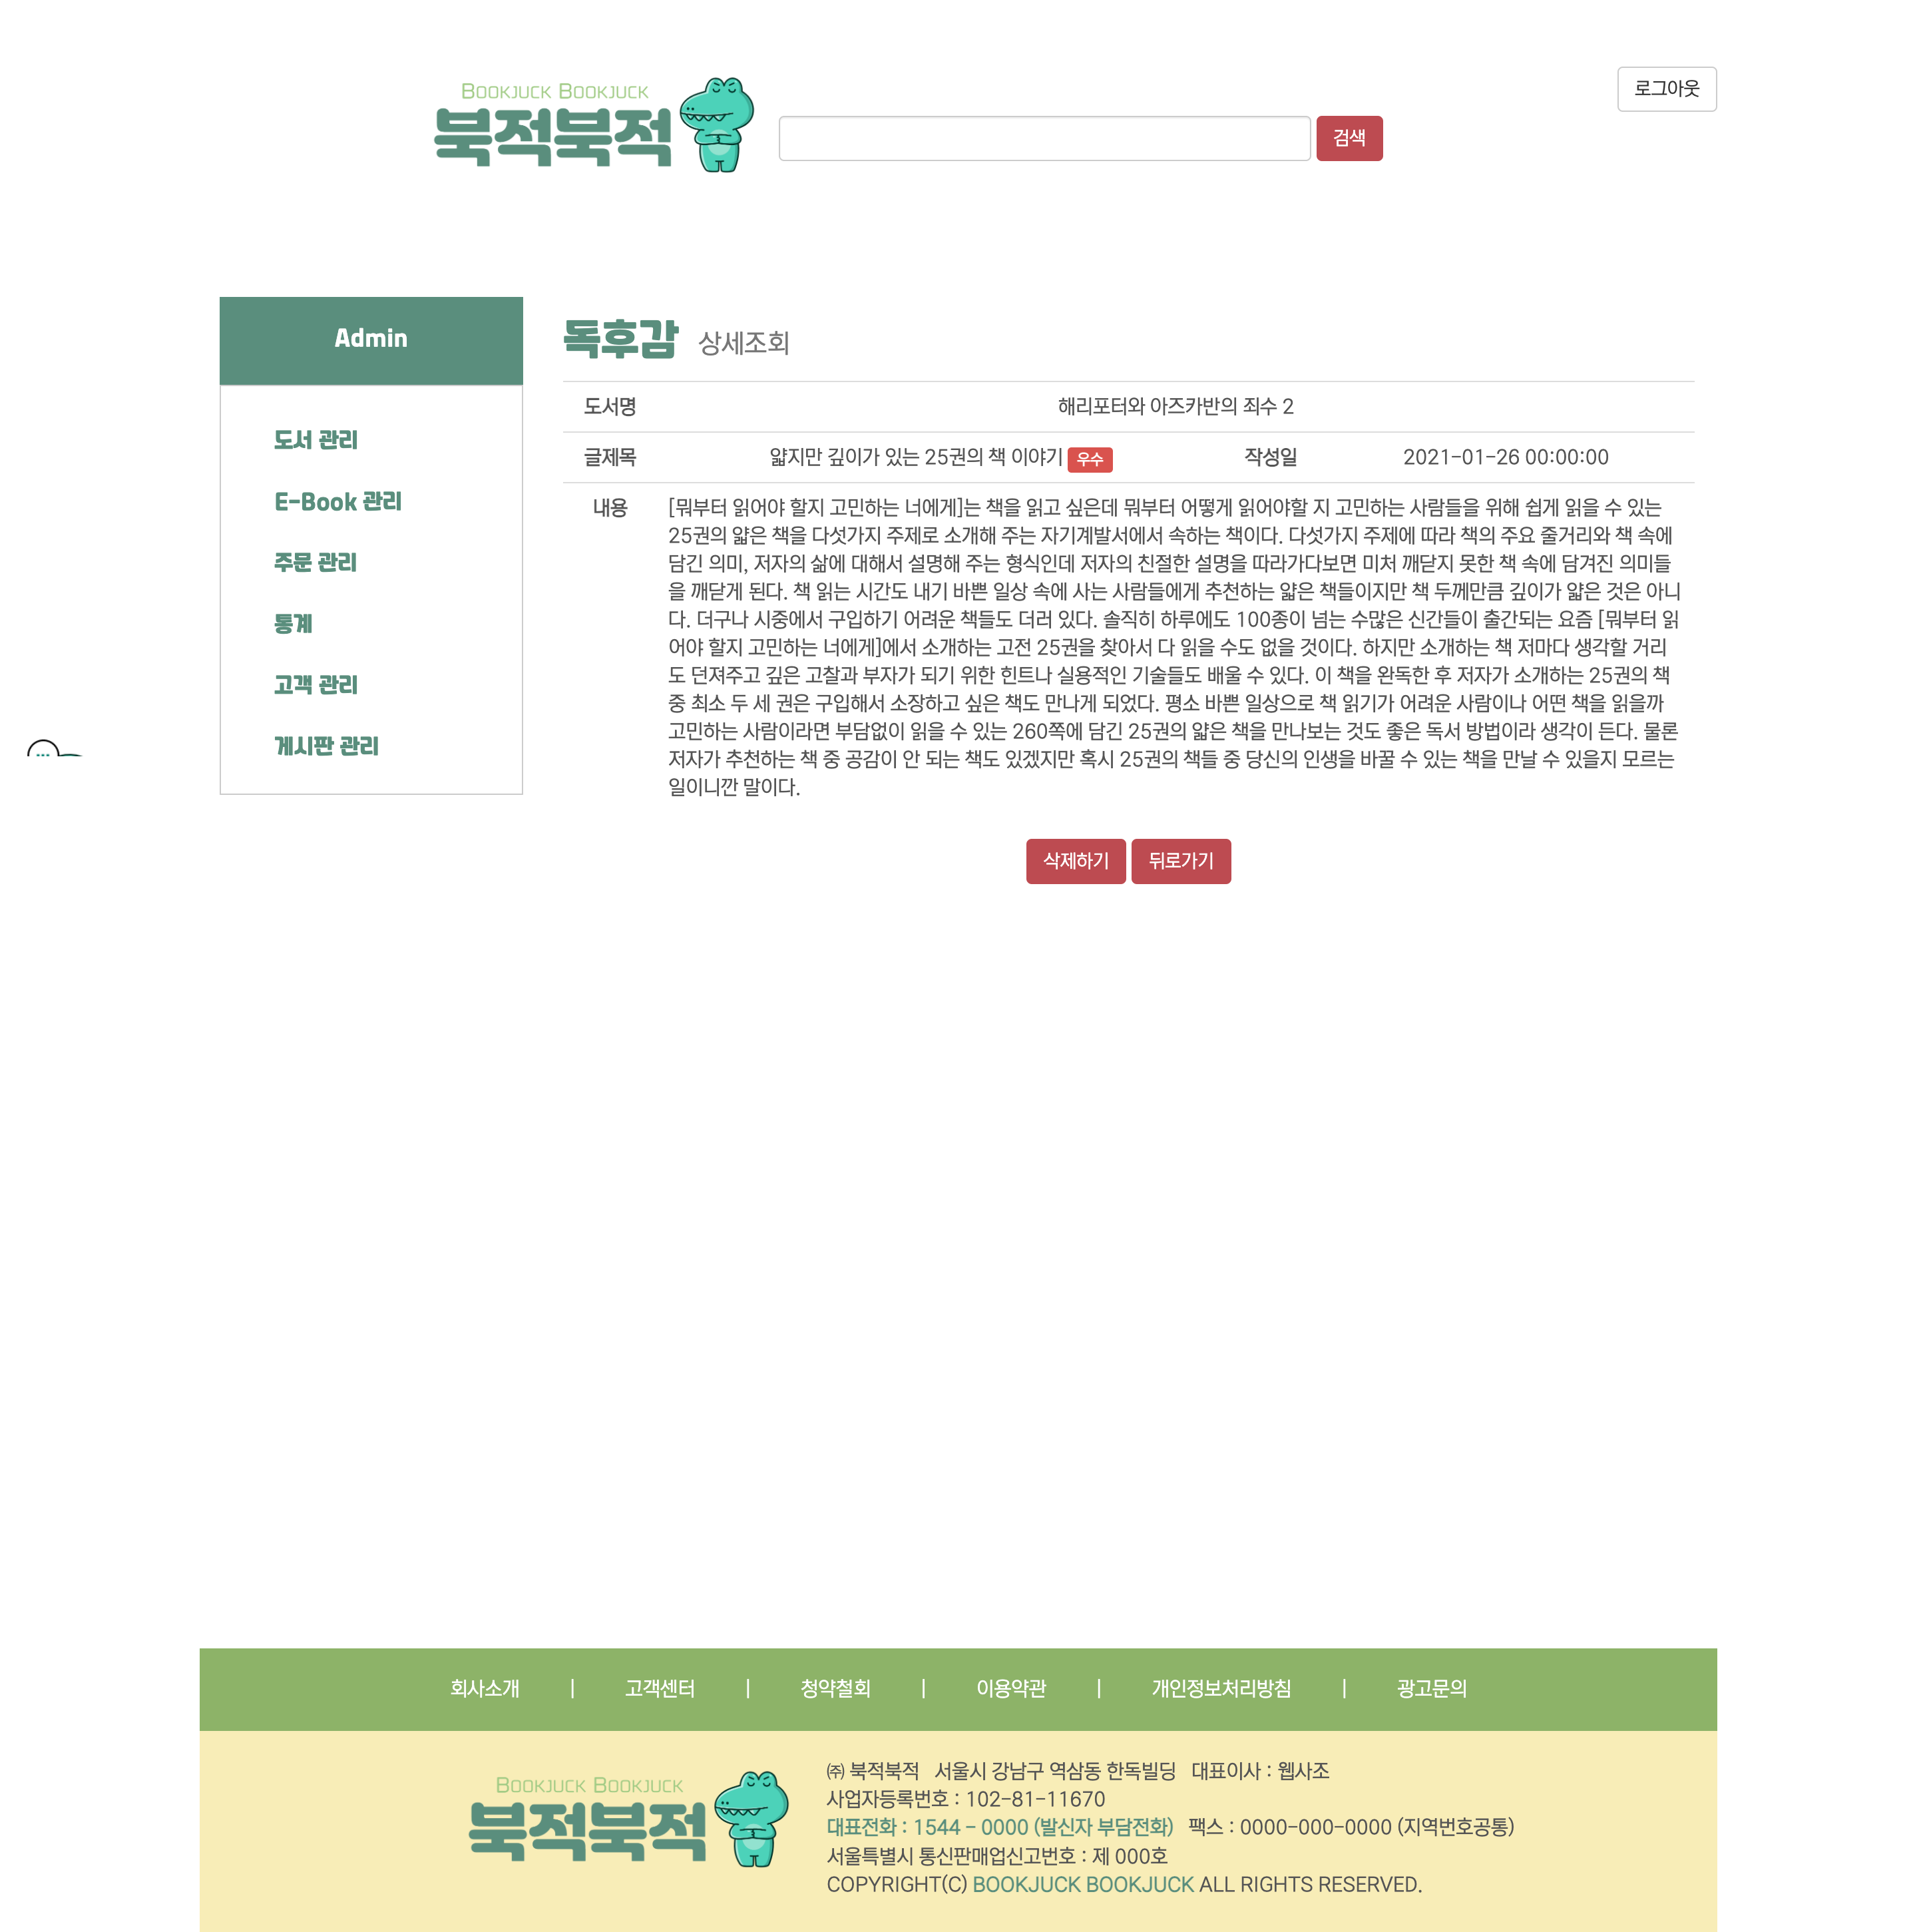 로그아웃
BOOKJUCK BOOKJUCK
북적북적
검색
Admin
도서 관리
E-Book 관리
주문 관리
통계
고객 관리
게시판 관리
독후감 상세조회
도서명 해리포터와 아즈카반의 죄수 2
글제목 얇지만 깊이가 있는 25권의 책 이야기 우수 작성일 2021-01-26 00:00:00
내용 [뭐부터 읽어야 할지 고민하는 너에게]는 책을 읽고 싶은데 뭐부터 어떻게 읽어야할 지 고민하는 사람들을 위해 쉽게 읽을 수 있는
25권의 얇은 책을 다섯가지 주제로 소개해 주는 자기계발서에서 속하는 책이다. 다섯가지 주제에 따라 책의 주요 줄거리와 책 속에
담긴 의미, 저자의 삶에 대해서 설명해 주는 형식인데 저자의 친절한 설명을 따라가다보면 미처 깨닫지 못한 책 속에 담겨진 의미들
을 깨닫게 된다. 책 읽는 시간도 내기 바쁜 일상 속에 사는 사람들에게 추천하는 얇은 책들이지만 책 두께만큼 깊이가 얇은 것은 아니
다. 더구나 시중에서 구입하기 어려운 책들도 더러 있다. 솔직히 하루에도 100종이 넘는 수많은 신간들이 출간되는 요즘 [뭐부터 읽
어야 할지 고민하는 너에게]에서 소개하는 고전 25권을 찾아서 다 읽을 수도 없을 것이다. 하지만 소개하는 책 저마다 생각할 거리
도 던져주고 깊은 고찰과 부자가 되기 위한 힌트나 실용적인 기술들도 배울 수 있다. 이 책을 완독한 후 저자가 소개하는 25권의 책
중 최소 두 세 권은 구입해서 소장하고 싶은 책도 만나게 되었다. 평소 바쁜 일상으로 책 읽기가 어려운 사람이나 어떤 책을 읽을까
고민하는 사람이라면 부담없이 읽을 수 있는 260쪽에 담긴 25권의 얇은 책을 만나보는 것도 좋은 독서 방법이라 생각이 든다. 물론
저자가 추천하는 책 중 공감이 안 되는 책도 있겠지만 혹시 25권의 책들 중 당신의 인생을 바꿀 수 있는 책을 만날 수 있을지 모르는
일이니깐 말이다.
삭제하기 뒤로가기
회사소개 | 고객센터 | 청약철회 | 이용약관 | 개인정보처리방침 | 광고문의
BOOKJUCK BOOKJUCK
북적북적
㈜ 북적북적 서울시 강남구 역삼동 한독빌딩 대표이사 : 웹사조
사업자등록번호 : 102-81-11670
대표전화 : 1544 - 0000 (발신자 부담전화) 팩스 : 0000-000-0000 (지역번호공통)
서울특별시 통신판매업신고번호 : 제 000호
COPYRIGHT(C) BOOKJUCK BOOKJUCK ALL RIGHTS RESERVED.